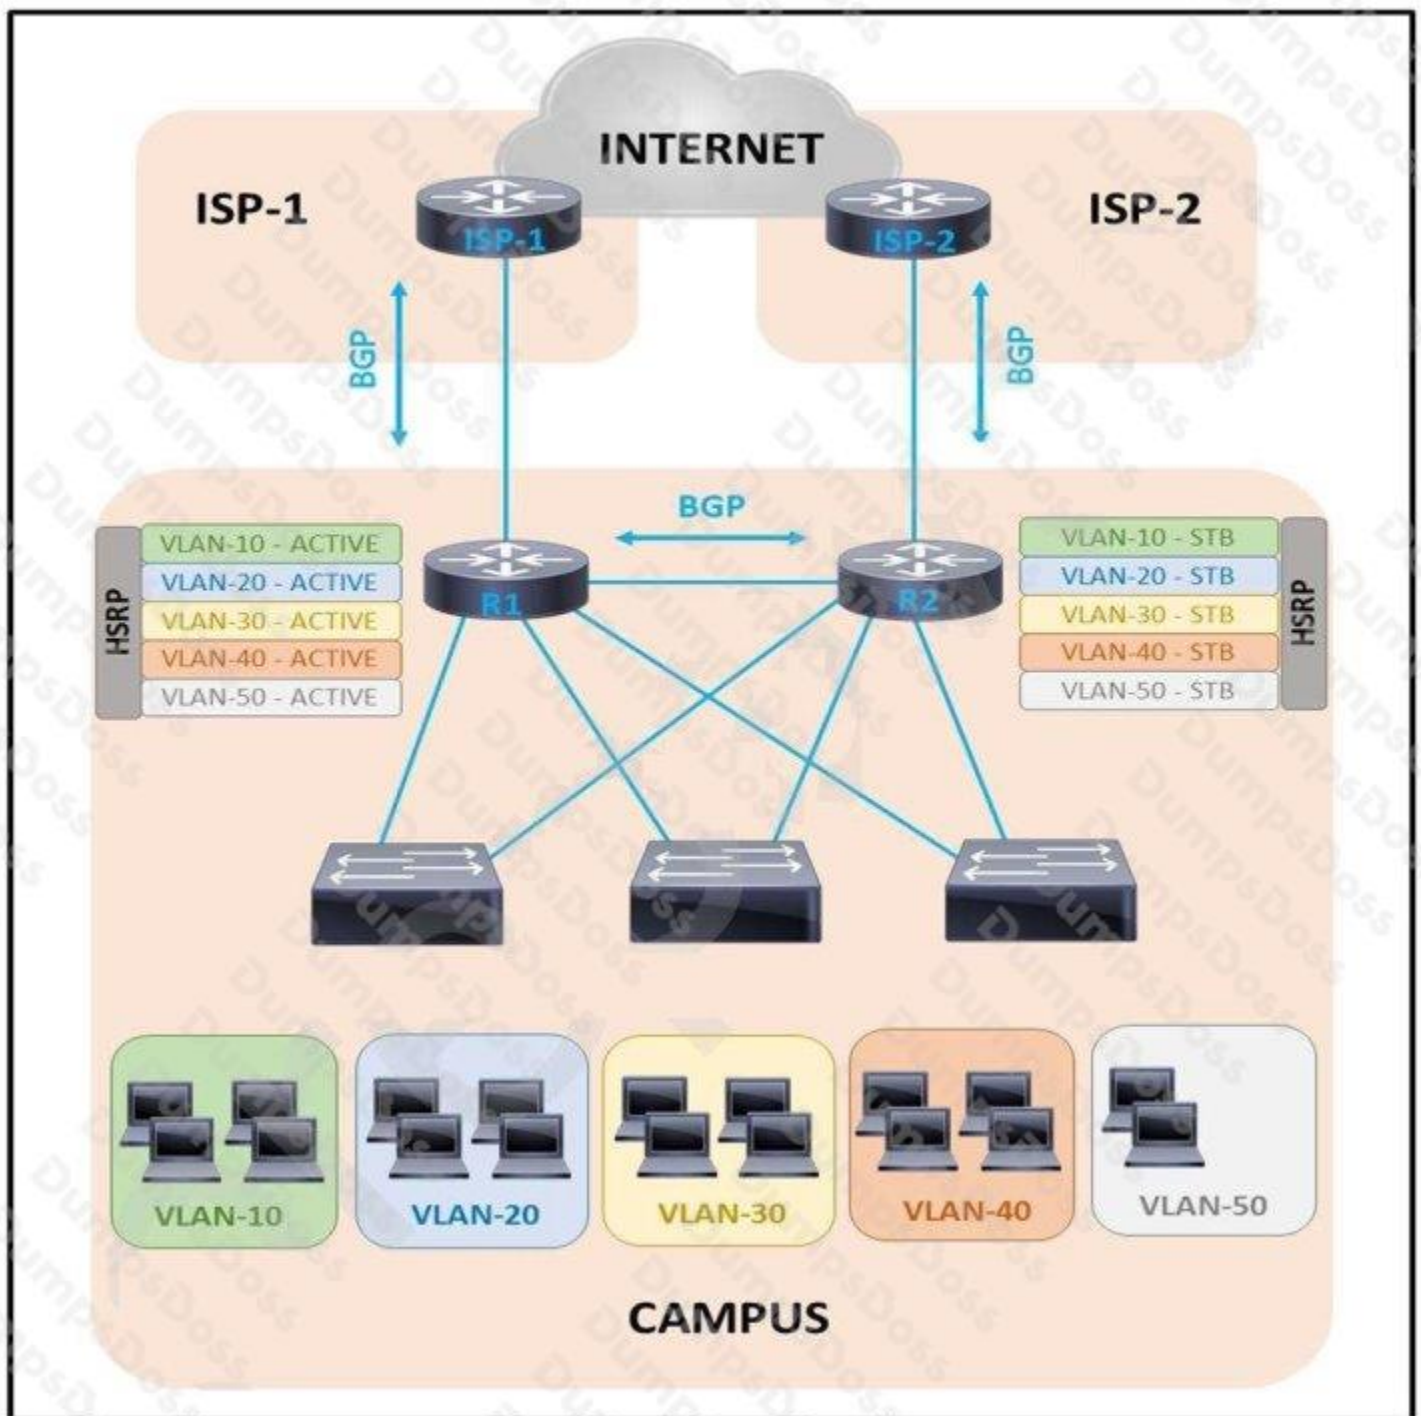 INTERNET
ISP-1
ISP-1
ISP-2
ISP-2
BGP
BGP
BGP
HSRP
VLAN-10 - ACTIVE
VLAN-20 - ACTIVE
VLAN-30 - ACTIVE
VLAN-40 - ACTIVE
VLAN-50 - ACTIVE
R1
R2
VLAN-10 - STB
VLAN-20 - STB
VLAN-30 - STB
VLAN-40 - STB
VLAN-50 - STB
HSRP
VLAN-10
VLAN-20
VLAN-30
VLAN-40
VLAN-50
CAMPUS
DumpsDoss